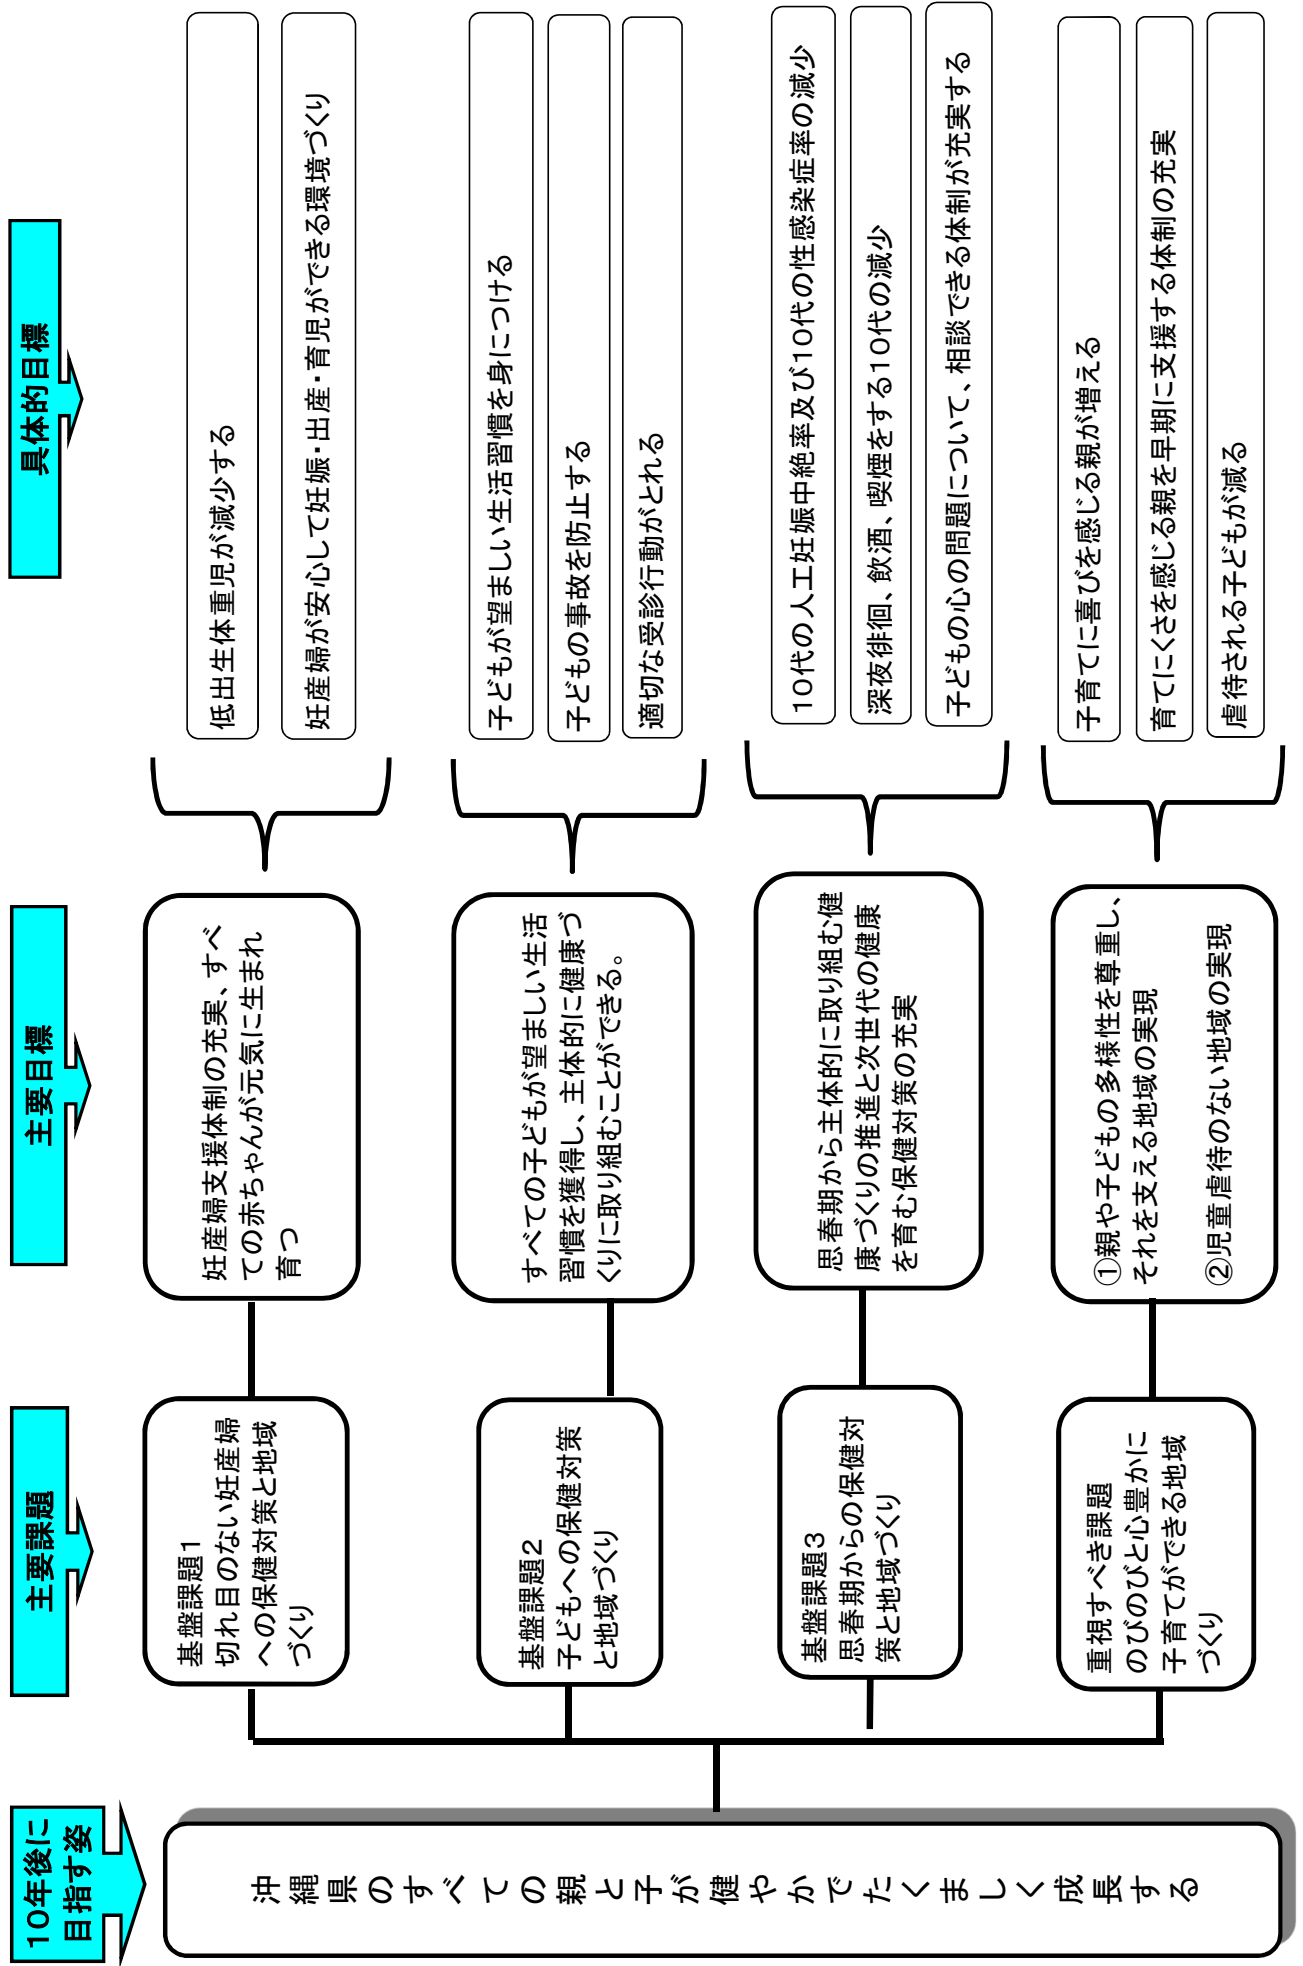 10年後に
目指す姿
主要課題
主要目標
具体的目標
沖縄県のすべての親と子が健やかでたくましく成長する
基盤課題1
切れ目のない妊産婦
への保健対策と地域
づくり
妊産婦支援体制の充実、すべ
ての赤ちゃんが元気に生まれ
育つ
低出生体重児が減少する
妊産婦が安心して妊娠・出産・育児ができる環境づくり
基盤課題2
子どもへの保健対策
と地域づくり
すべての子どもが望ましい生活
習慣を獲得し、主体的に健康づ
くりに取り組むことができる。
子どもが望ましい生活習慣を身につける
子どもの事故を防止する
適切な受診行動がとれる
基盤課題3
思春期からの保健対
策と地域づくり
思春期から主体的に取り組む健
康づくりの推進と次世代の健康
を育む保健対策の充実
10代の人工妊娠中絶率及び10代の性感染症率の減少
深夜徘徊、飲酒、喫煙をする10代の減少
子どもの心の問題について、相談できる体制が充実する
重視すべき課題
のびのびと心豊かに
子育てができる地域
づくり
①親や子どもの多様性を尊重し、
それを支える地域の実現
②児童虐待のない地域の実現
子育てに喜びを感じる親が増える
育てにくさを感じる親を早期に支援する体制の充実
虐待される子どもが減る